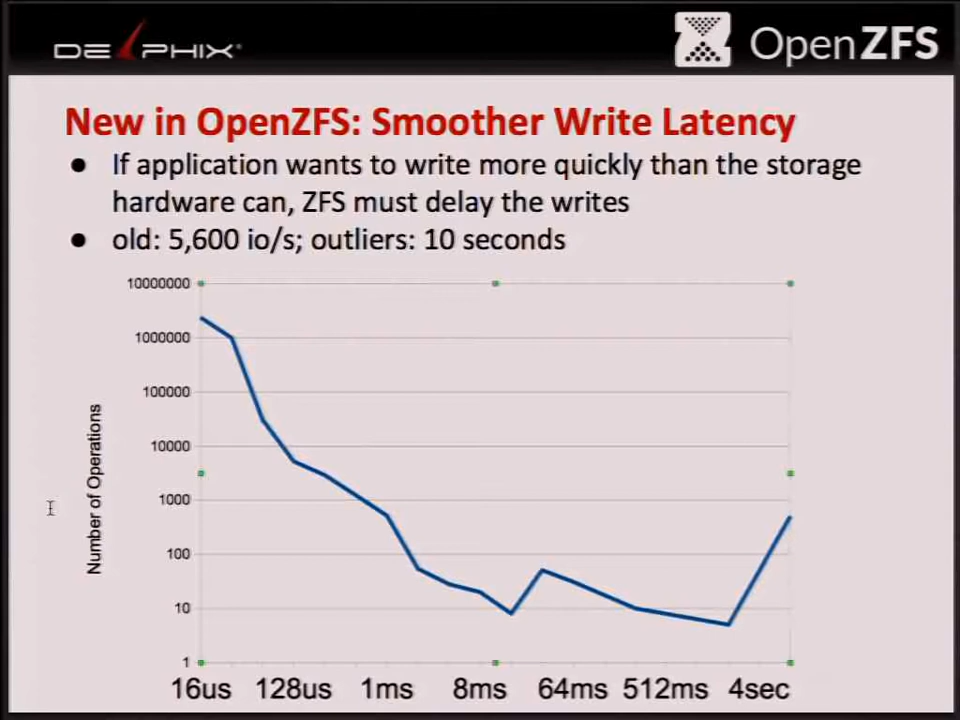 DELPHIX
OpenZFS
New in OpenZFS: Smoother Write Latency
● If application wants to write more quickly than the storage
hardware can, ZFS must delay the writes
● old: 5,600 io/s; outliers: 10 seconds
10000000
1000000
100000
10000
1000
100
10
1
Number of Operations
16us 128us 1ms 8ms 64ms 512ms 4sec